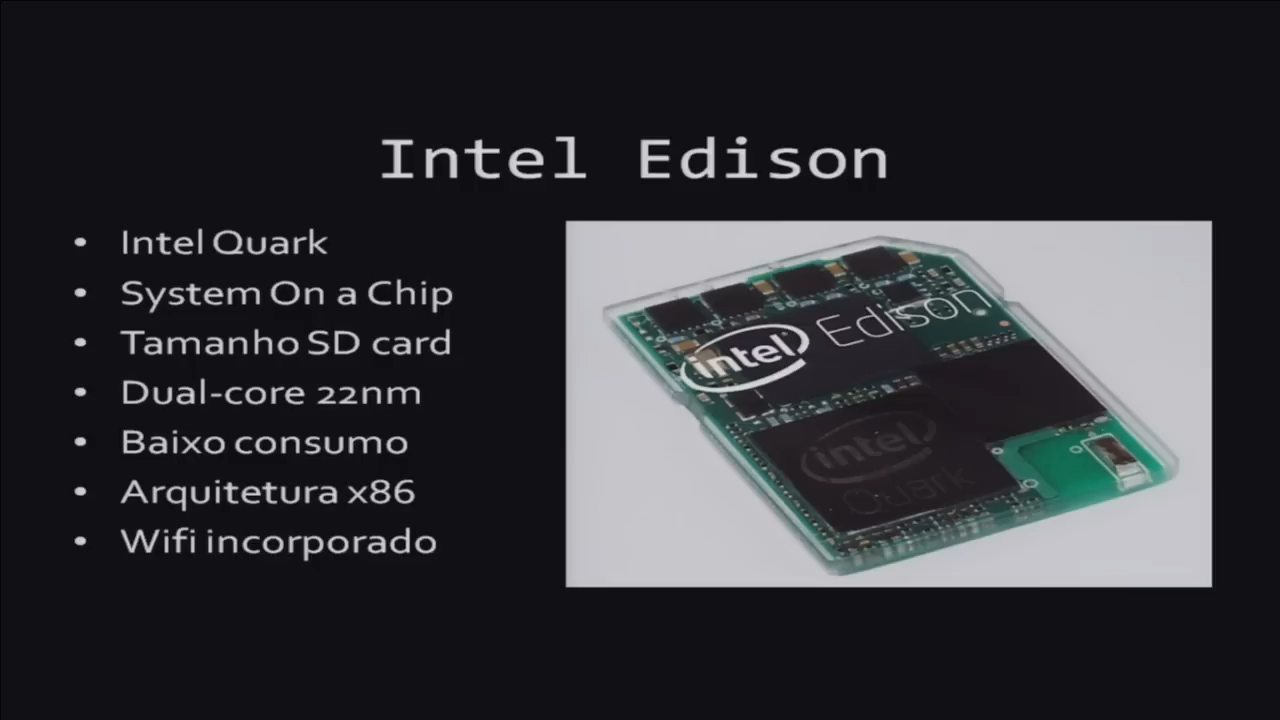 Intel Edison
• Intel Quark
• System On a Chip
• Tamanho SD card
• Dual-core 22nm
• Baixo consumo
• Arquitetura x86
• Wifi incorporado
intel Edison
intel
Quark